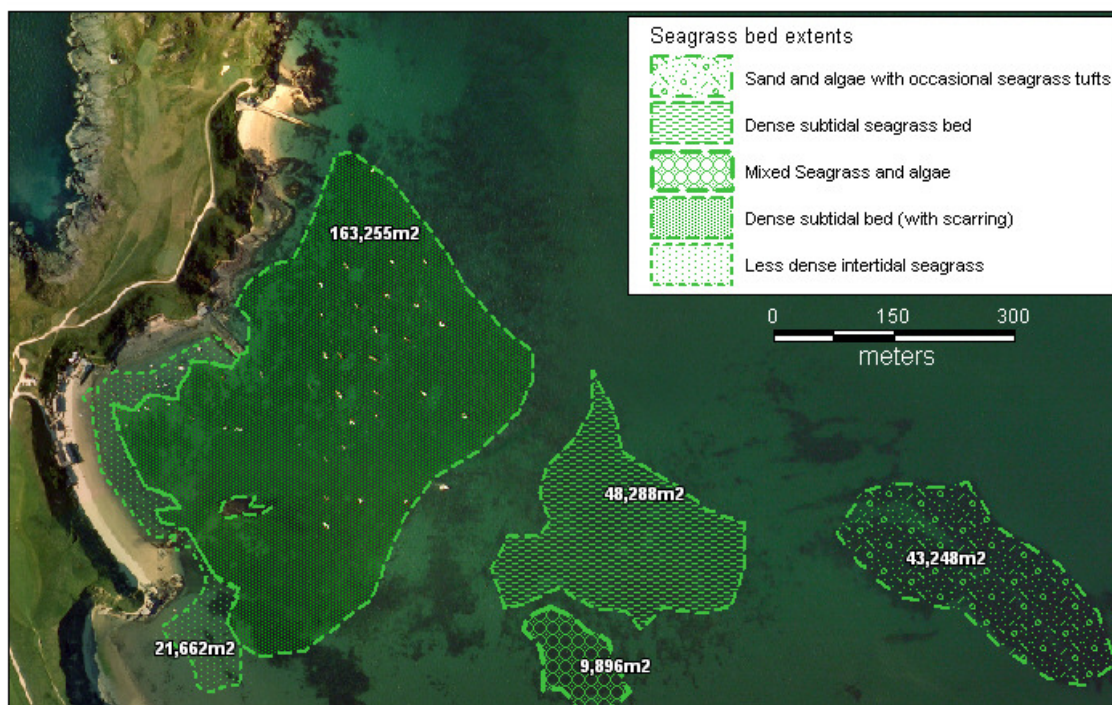 Seagrass bed extents
Sand and algae with occasional seagrass tufts
Dense subtidal seagrass bed
Mixed Seagrass and algae
Dense subtidal bed (with scarring)
Less dense intertidal seagrass
0 150 300
meters
163,255m2
48,288m2
43,248m2
21,662m2
9,896m2